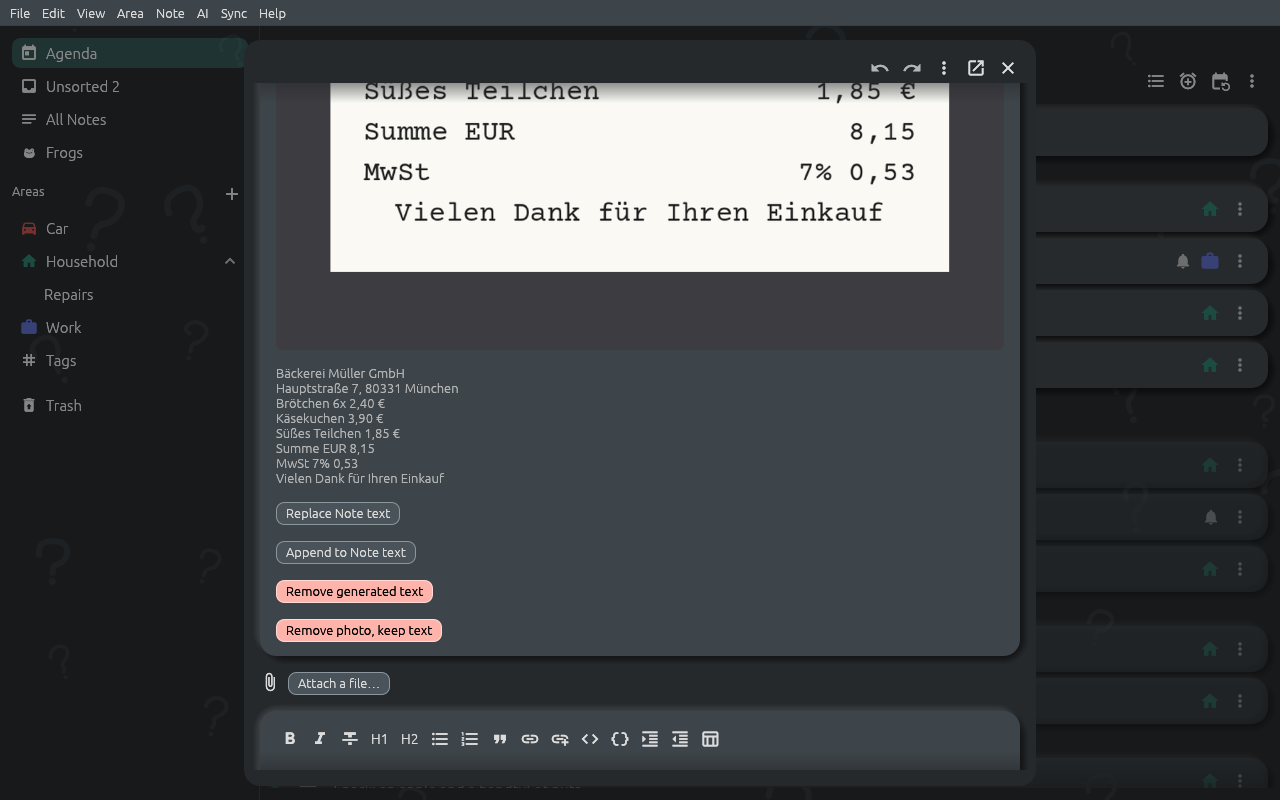 File Edit View Area Note AI Sync Help
Agenda
Unsorted 2
All Notes
Frogs
Areas
Car
Household
Repairs
Work
Tags
Trash
Süßes Teilchen 1,85 €
Summe EUR 8,15
MwSt 7% 0,53
Vielen Dank für Ihren Einkauf
Bäckerei Müller GmbH
Hauptstraße 7, 80331 München
Brötchen 6x 2,40 €
Käsekuchen 3,90 €
Süßes Teilchen 1,85 €
Summe EUR 8,15
MwSt 7% 0,53
Vielen Dank für Ihren Einkauf
Replace Note text
Append to Note text
Remove generated text
Remove photo, keep text
Attach a file...
B I H1 H2